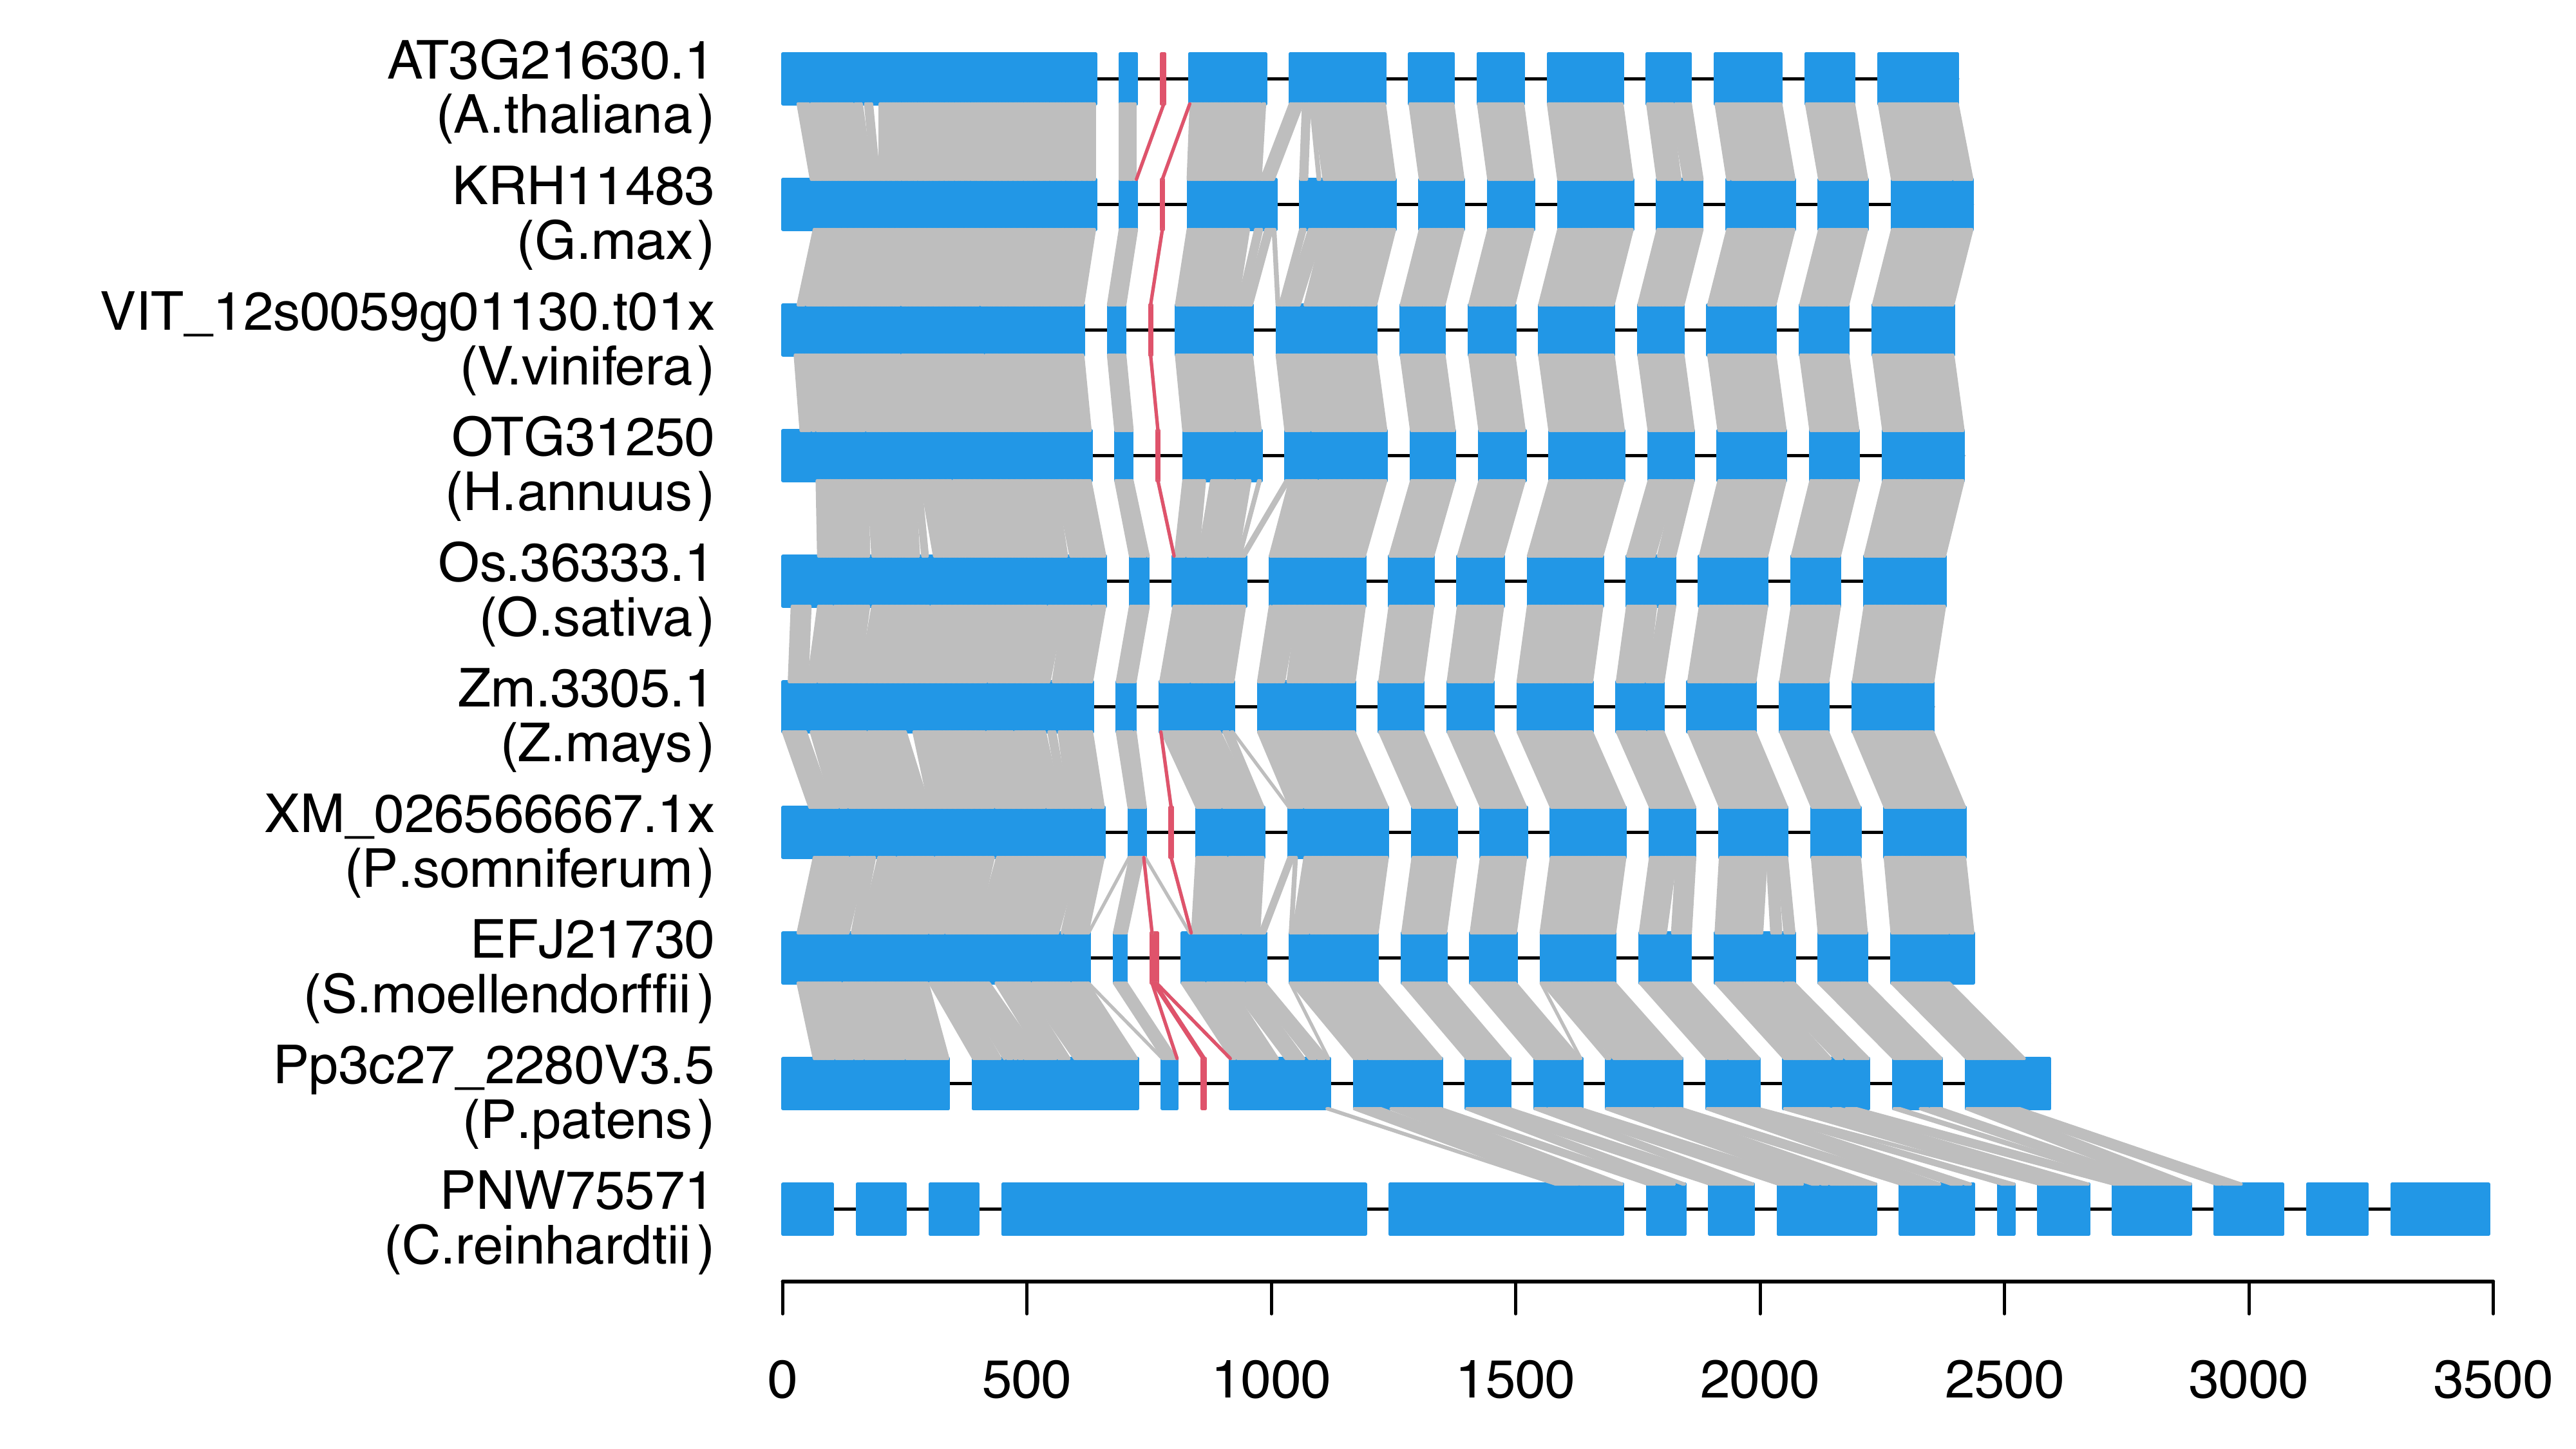 AT3G21630.1
(A.thaliana)
KRH11483
(G.max)
VIT_12s0059g01130.t01x
(V.vinifera)
OTG31250
(H.annuus)
Os.36333.1
(O.sativa)
Zm.3305.1
(Z.mays)
XM_026566667.1x
(P.somniferum)
EFJ21730
(S.moellendorffii)
Pp3c27_2280V3.5
(P.patens)
PNW75571
(C.reinhardtii)
0 500 1000 1500 2000 2500 3000 3500